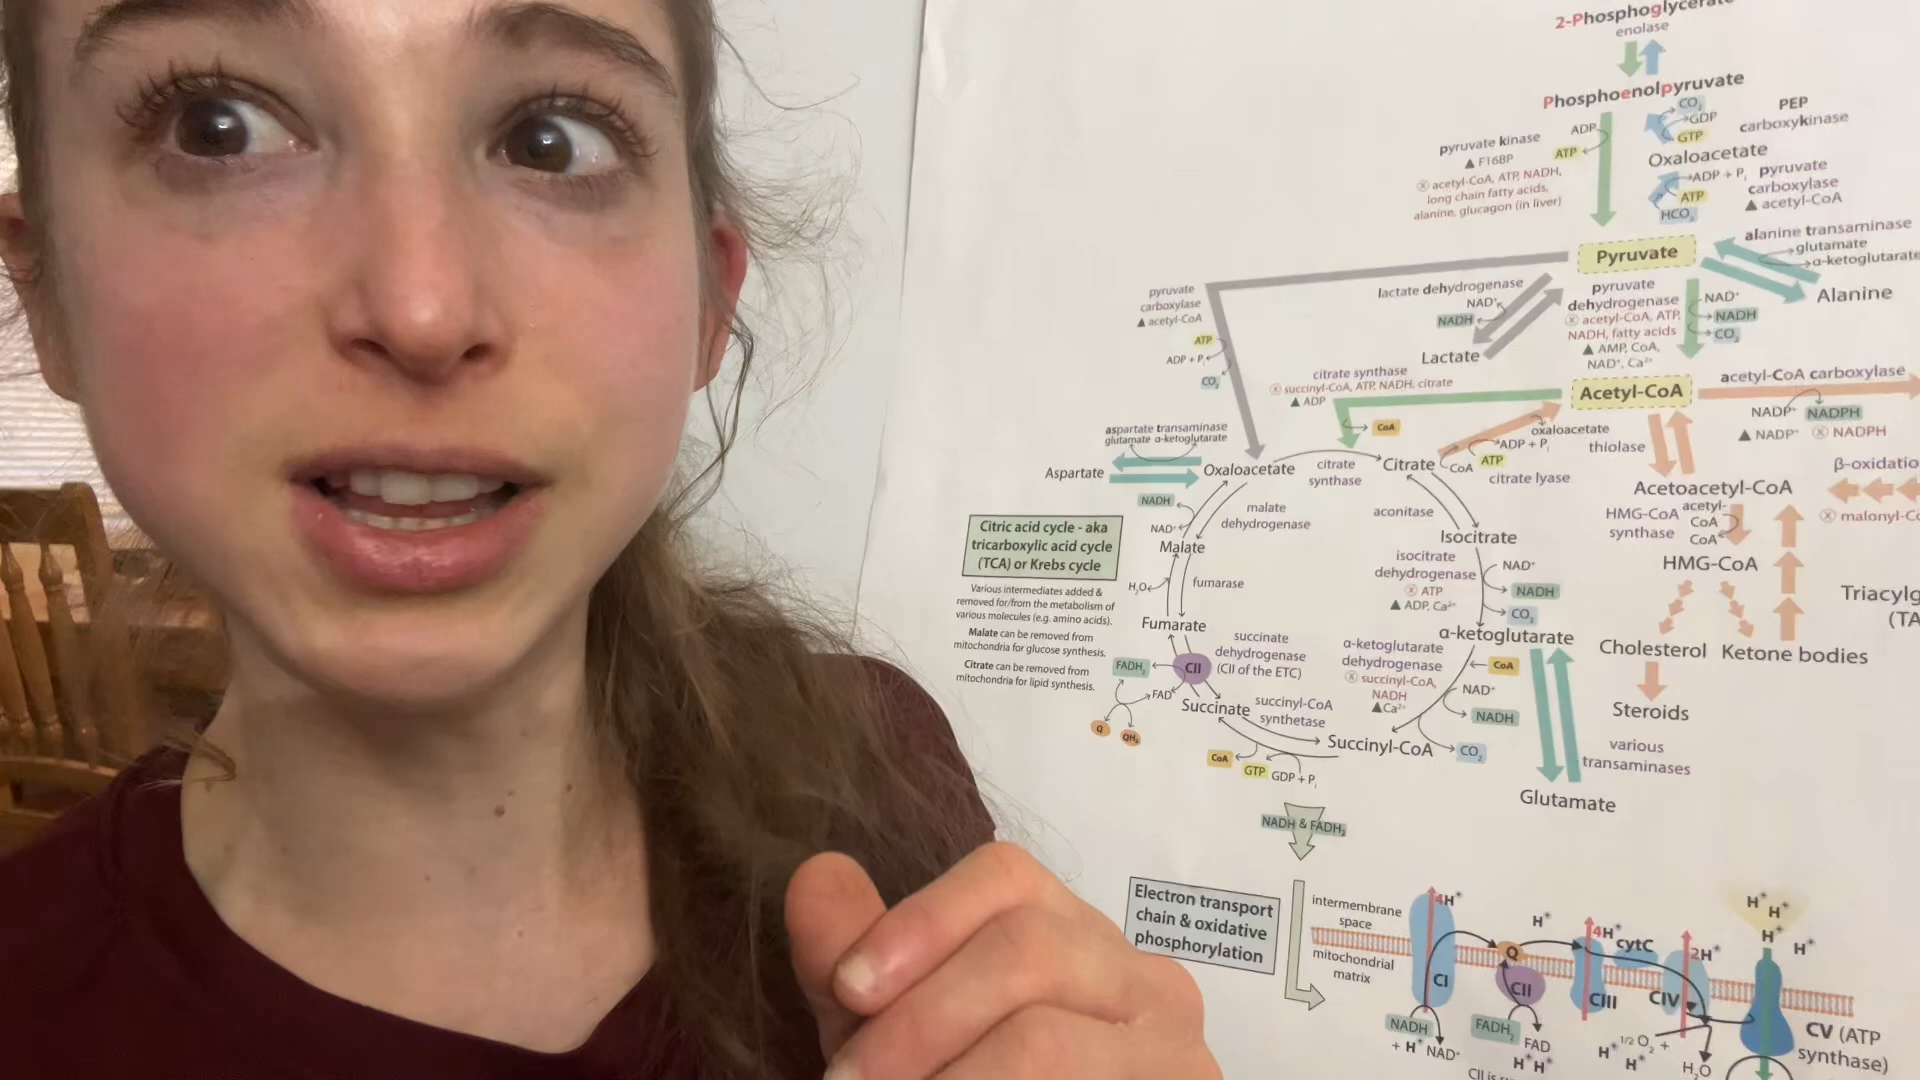 enolase
Phosphoenolpyruvate
CO₂
GDP
GTP
PEP
carboxykinase
pyruvate kinase
▲ F16BP
ⓧ acetyl-CoA, ATP, NADH,
long chain fatty acids,
alanine, glucagon (in liver)
ADP
ATP
Oxaloacetate
ADP + Pᵢ
ATP
HCO₃
pyruvate
carboxylase
▲ acetyl-CoA
Pyruvate
alanine transaminase
glutamate
α-ketoglutarate
Alanine
pyruvate
carboxylase
▲ acetyl-CoA
ATP
ADP + Pᵢ
CO₂
lactate dehydrogenase
NAD⁺
NADH
Lactate
pyruvate
dehydrogenase
ⓧ acetyl-CoA, ATP,
NADH, fatty acids
▲ AMP, CoA,
NAD⁺, Ca²⁺
NAD⁺
NADH
CO₂
citrate synthase
ⓧ succinyl-CoA, ATP, NADH, citrate
▲ ADP
CoA
Acetyl-CoA
acetyl-CoA carboxylase
NADP⁺
NADPH
▲ NADP⁺
ⓧ NADPH
aspartate transaminase
glutamate α-ketoglutarate
Aspartate
Oxaloacetate
citrate
synthase
Citrate
CoA
ATP
ADP + Pᵢ
oxaloacetate
citrate lyase
thiolase
Acetoacetyl-CoA
HMG-CoA
synthase
acetyl-
CoA
CoA
HMG-CoA
Cholesterol
Ketone bodies
Steroids
NADH
NAD⁺
malate
dehydrogenase
Malate
H₂O
fumarase
Fumarate
aconitase
Isocitrate
isocitrate
dehydrogenase
ⓧ ATP
▲ ADP, Ca²⁺
NAD⁺
NADH
CO₂
α-ketoglutarate
α-ketoglutarate
dehydrogenase
ⓧ succinyl-CoA,
NADH
▲ Ca²⁺
CoA
NAD⁺
NADH
CO₂
various
transaminases
Glutamate
Citric acid cycle - aka
tricarboxylic acid cycle
(TCA) or Krebs cycle
Various intermediates added &
removed for/from the metabolism of
various molecules (e.g. amino acids).
Malate can be removed from
mitochondria for glucose synthesis.
Citrate can be removed from
mitochondria for lipid synthesis.
FADH₂
CII
FAD
Q
QH₂
succinate
dehydrogenase
(CII of the ETC)
Succinate
succinyl-CoA
synthetase
Succinyl-CoA
CoA
GTP
GDP + Pᵢ
NADH & FADH₂
Electron transport
chain & oxidative
phosphorylation
intermembrane
space
mitochondrial
matrix
4H⁺
H⁺
4H⁺
cytC
2H⁺
H⁺
H⁺
H⁺
H⁺
CI
Q
CII
CIII
CIV
CV (ATP
synthase)
NADH
+ H⁺
NAD⁺
FADH₂
FAD
H⁺
H⁺
H⁺
1/2 O₂ +
H⁺
H₂O